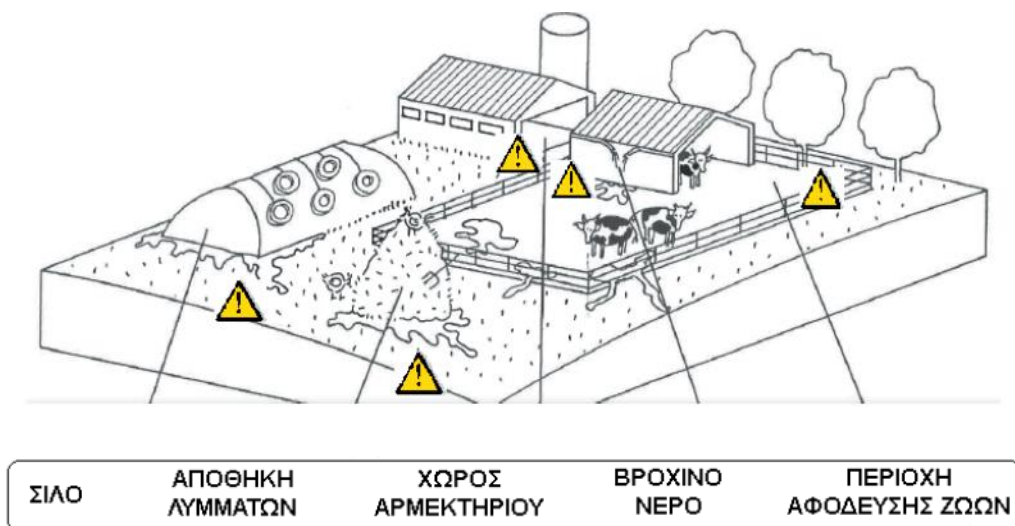 ΣΙΛΟ
ΑΠΟΘΗΚΗ
ΛΥΜΜΑΤΩΝ
ΧΩΡΟΣ
ΑΡΜΕΚΤΗΡΙΟΥ
ΒΡΟΧΙΝΟ
ΝΕΡΟ
ΠΕΡΙΟΧΗ
ΑΦΟΔΕΥΣΗΣ ΖΩΩΝ